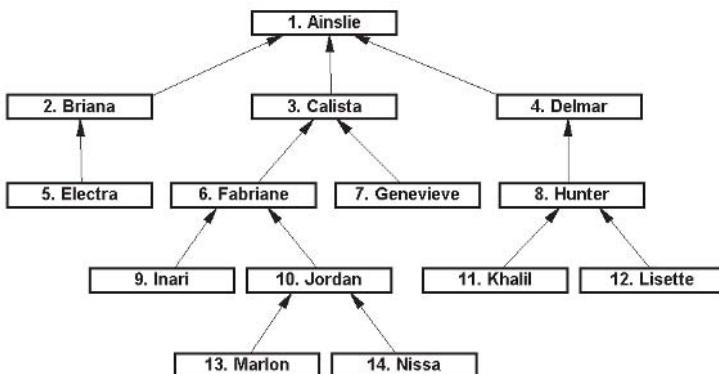 1. Ainslie
2. Briana
3. Calista
4. Delmar
5. Electra
6. Fabriane
7. Genevieve
8. Hunter
9. Inari
10. Jordan
11. Khalil
12. Lisette
13. Marlon
14. Nissa